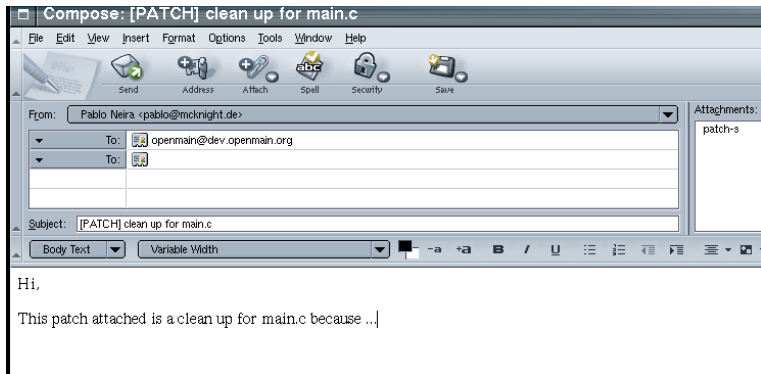 Compose: [PATCH] clean up for main.c
File Edit View Insert Format Options Tools Window Help
Send Address Attach Spell Security Save
From: Pablo Neira <pablo@mcknight.de>
Attachments:
patch-s
To: openmain@dev.openmain.org
To:
Subject: [PATCH] clean up for main.c
Body Text Variable Width -a +a B I U
Hi,
This patch attached is a clean up for main.c because ...